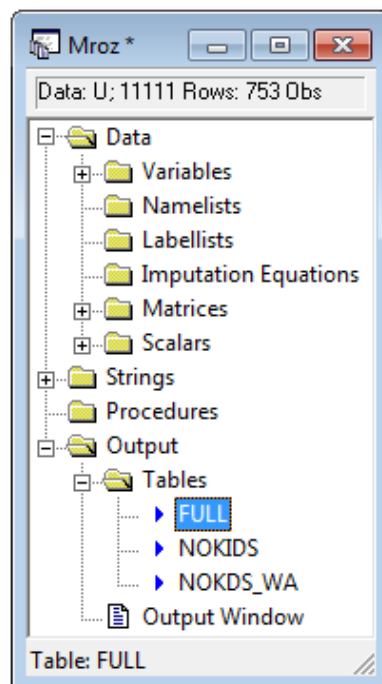 Mroz *
Data: U; 11111 Rows: 753 Obs
Data
Variables
Namelists
Labellists
Imputation Equations
Matrices
Scalars
Strings
Procedures
Output
Tables
FULL
NOKIDS
NOKDS_WA
Output Window
Table: FULL